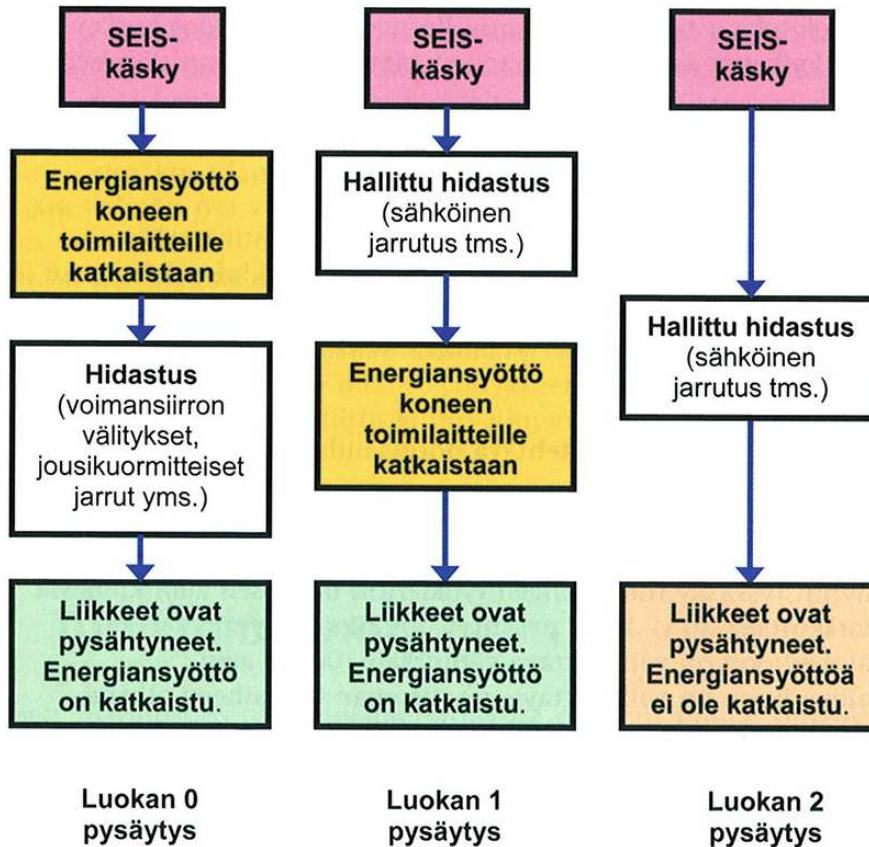 SEIS-
käsky
Energiansyöttö
koneen
toimilaitteille
katkaistaan
Hidastus
(voimansiirron
välitykset,
jousikuormitteiset
jarrut yms.)
Liikkeet ovat
pysähtyneet.
Energiansyöttö
on katkaistu.
Luokan 0
pysäytys
SEIS-
käsky
Hallittu hidastus
(sähköinen
jarrutus tms.)
Energiansyöttö
koneen
toimilaitteille
katkaistaan
Liikkeet ovat
pysähtyneet.
Energiansyöttö
on katkaistu.
Luokan 1
pysäytys
SEIS-
käsky
Hallittu hidastus
(sähköinen
jarrutus tms.)
Liikkeet ovat
pysähtyneet.
Energiansyöttöä
ei ole katkaistu.
Luokan 2
pysäytys